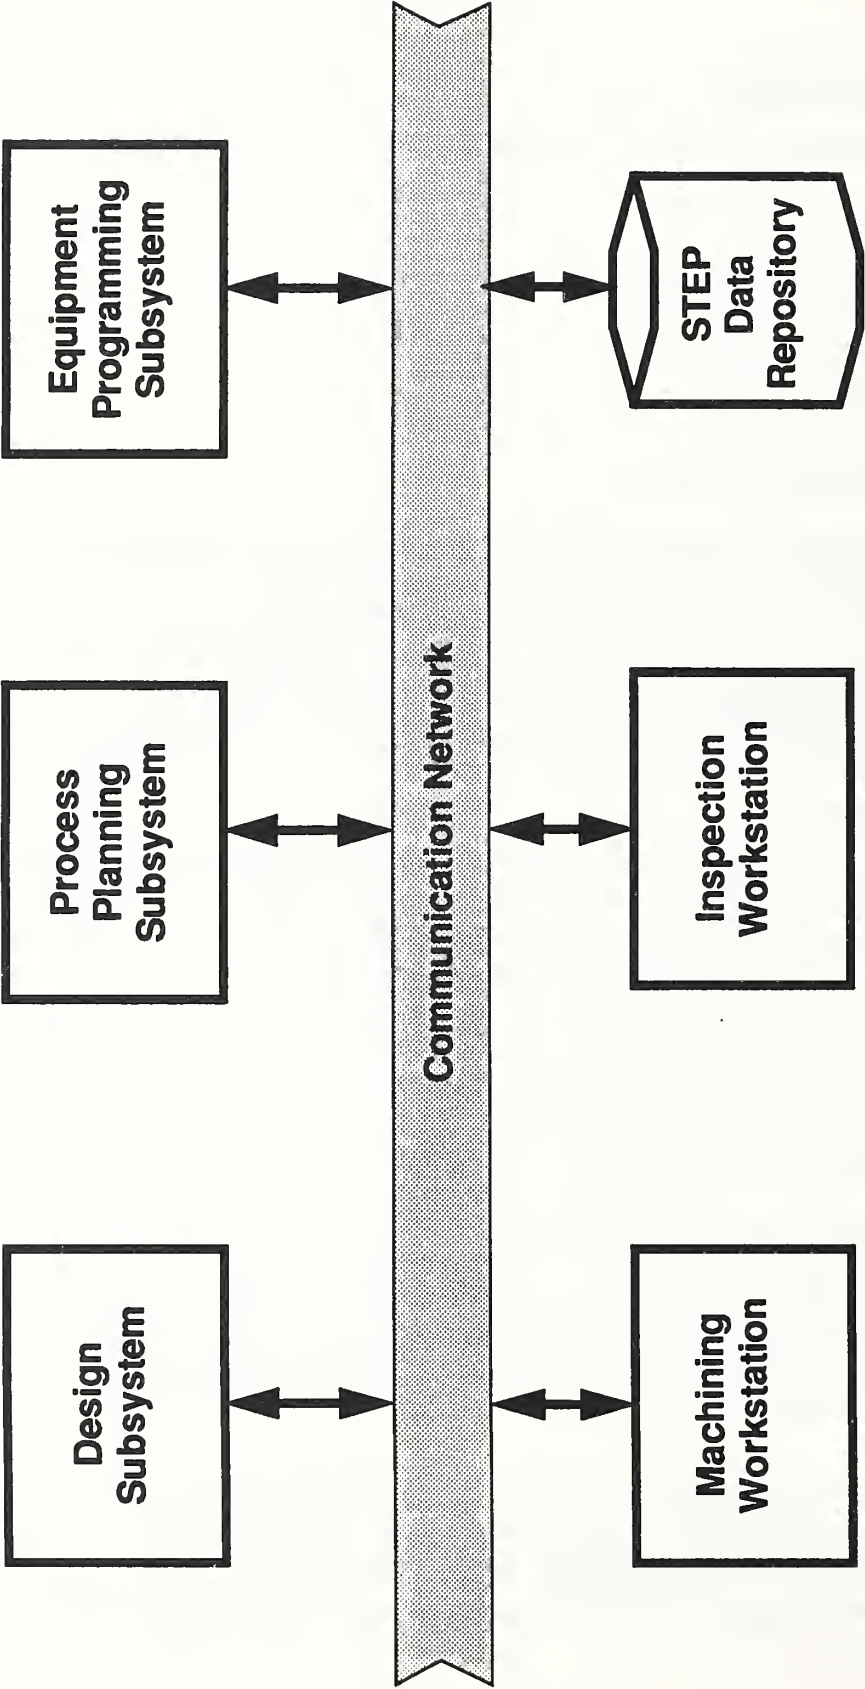 Design
Subsystem
Process
Planning
Subsystem
Equipment
Programming
Subsystem
Communication Network
Machining
Workstation
Inspection
Workstation
STEP
Data
Repository